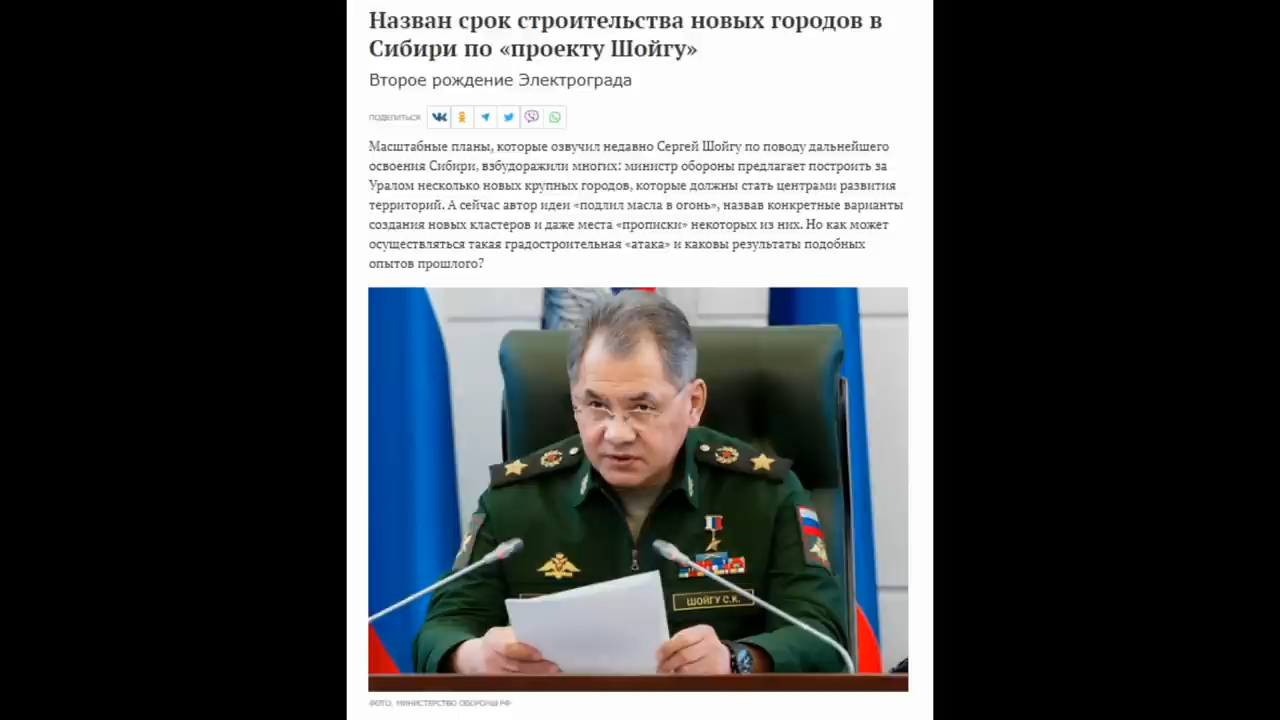 Назван срок строительства новых городов в
Сибири по «проекту Шойгу»
Второе рождение Электрограда
ПОДЕЛИТЬСЯ
Масштабные планы, которые озвучил недавно Сергей Шойгу по поводу дальнейшего
освоения Сибири, взбудоражили многих: министр обороны предлагает построить за
Уралом несколько новых крупных городов, которые должны стать центрами развития
территорий. А сейчас автор идеи «подлил масла в огонь», назвав конкретные варианты
создания новых кластеров и даже места «прописки» некоторых из них. Но как может
осуществляться такая градостроительная «атака» и каковы результаты подобных
опытов прошлого?
ШОЙГУ С.К.
ФОТО: МИНИСТЕРСТВО ОБОРОНЫ РФ